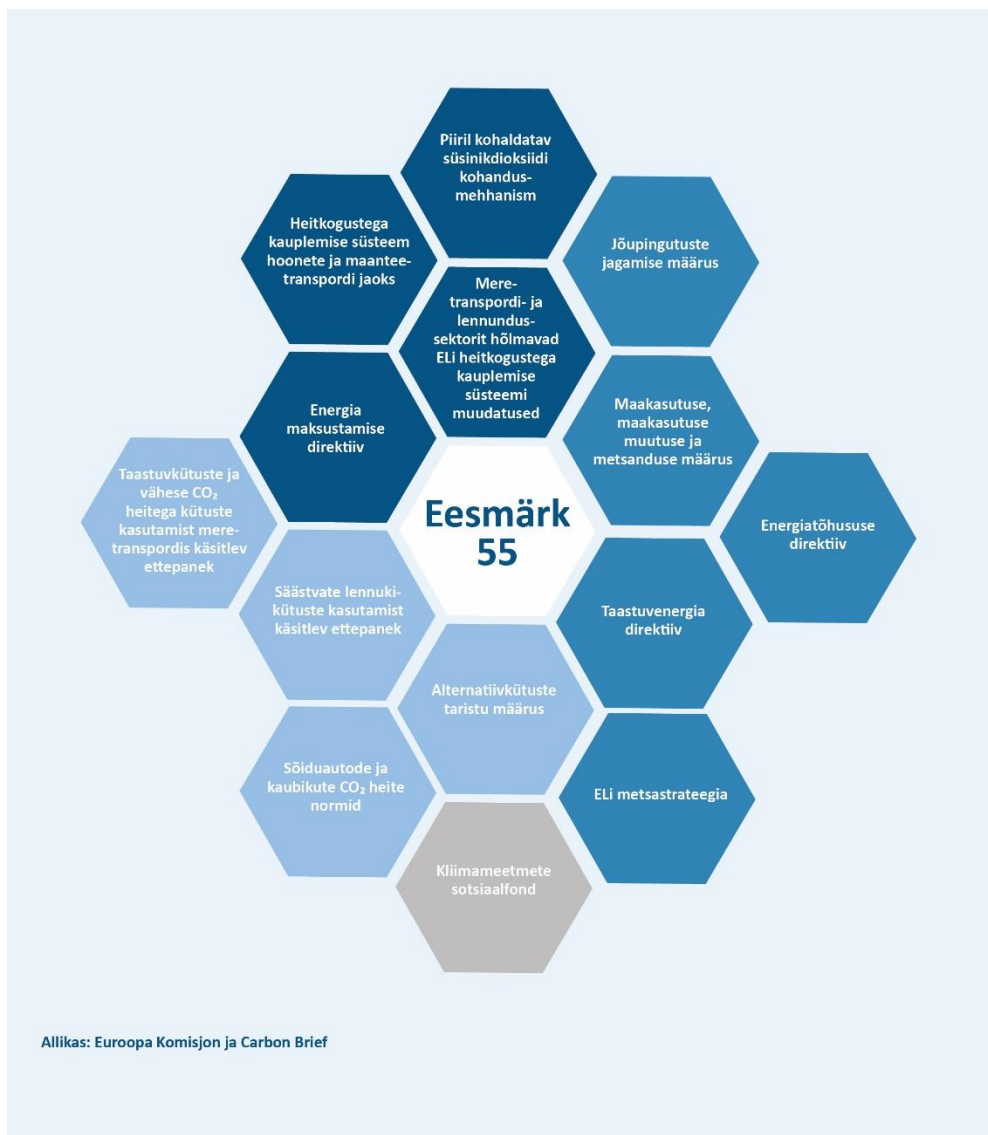 Piiril kohaldatav
süsinikdioksiidi
kohandus-
mehhanism
Heitkogustega
kauplemise süsteem
hoonete ja maantee-
transpordi jaoks
Jõupingutuste
jagamise määrus
Mere-
transpordi- ja
lennundus-
sektorit hõlmavad
ELi heitkogustega
kauplemise
süsteemi
muudatused
Energia
maksustamise
direktiiv
Maakasutuse,
maakasutuse
muutuse ja
metsanduse määrus
Taastuvkütuste ja
vähese CO₂
heitega kütuste
kasutamist mere-
transpordis käsitlev
ettepanek
Eesmärk
55
Energiatõhususe
direktiiv
Säästvate lennuki-
kütuste kasutamist
käsitlev ettepanek
Taastuvenergia
direktiiv
Alternatiivkütuste
taristu määrus
Sõiduautode ja
kaubikute CO₂ heite
normid
ELi metsastrateegia
Kliimameetmete
sotsiaalfond
Allikas: Euroopa Komisjon ja Carbon Brief